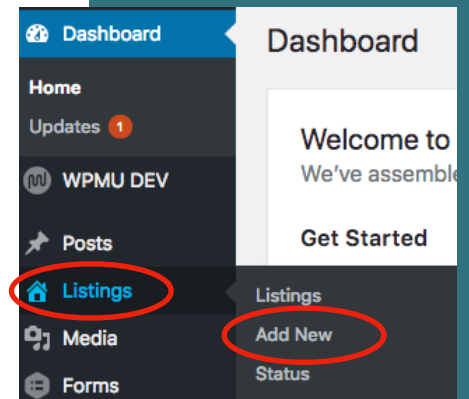 Dashboard
Home
Updates 1
WPMU DEV
Posts
Listings
Media
Forms
Dashboard
Welcome to
We've assemble
Get Started
Listings
Add New
Status